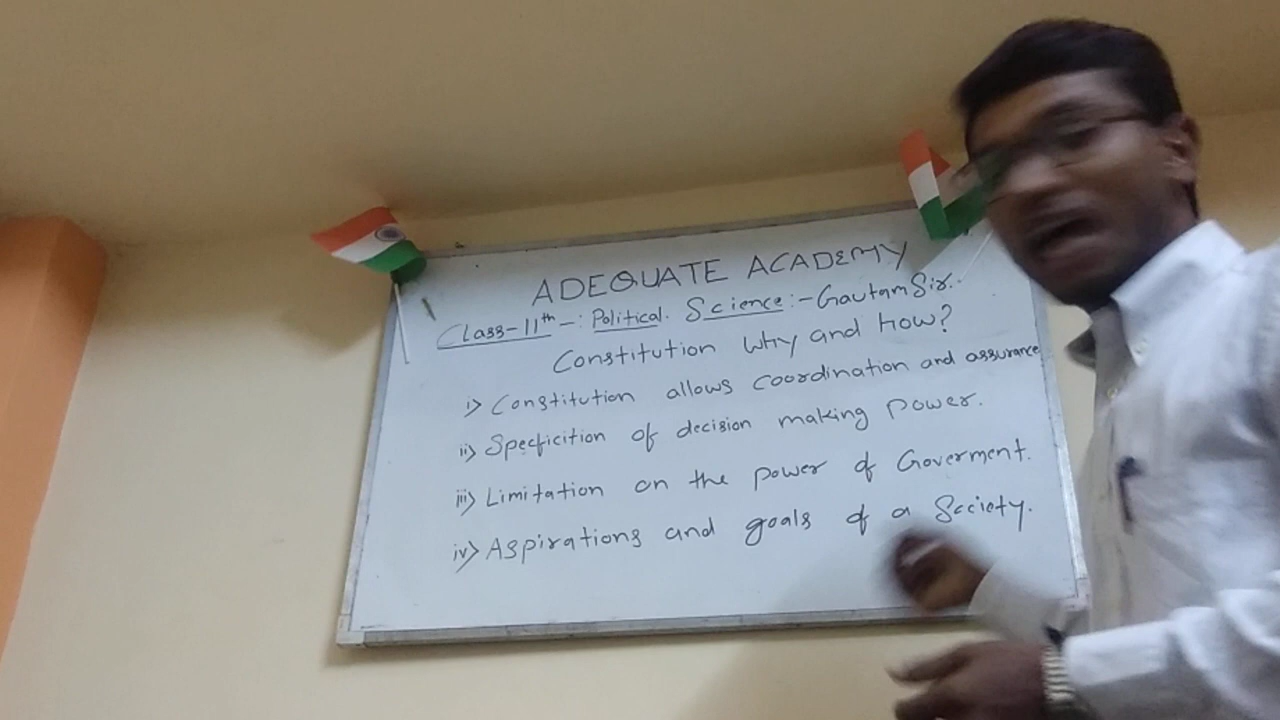 ADEQUATE ACADEMY
Class-11th-: Political Science:- Gautam Sir.
Constitution Why and How?
i> Constitution allows coordination and assurance
ii> Specficition of decision making power.
iii> Limitation on the power of Goverment.
iv> Aspirations and goals of a Society.